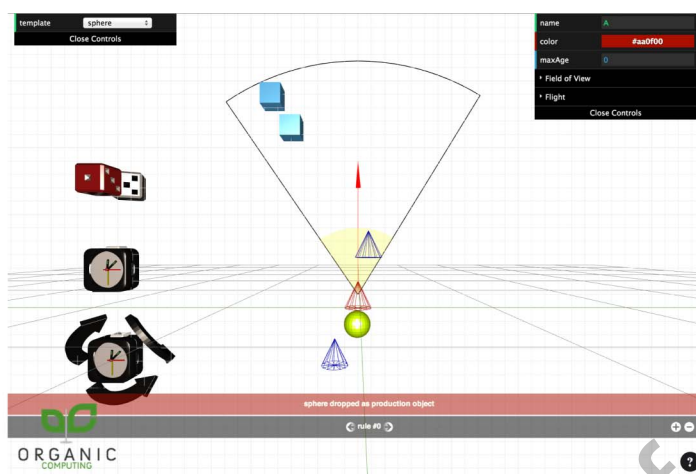 template sphere
Close Controls
name A
color #aa0f00
maxAge 0
Field of View
Flight
Close Controls
sphere dropped as production object
rule #0
ORGANIC
COMPUTING
?